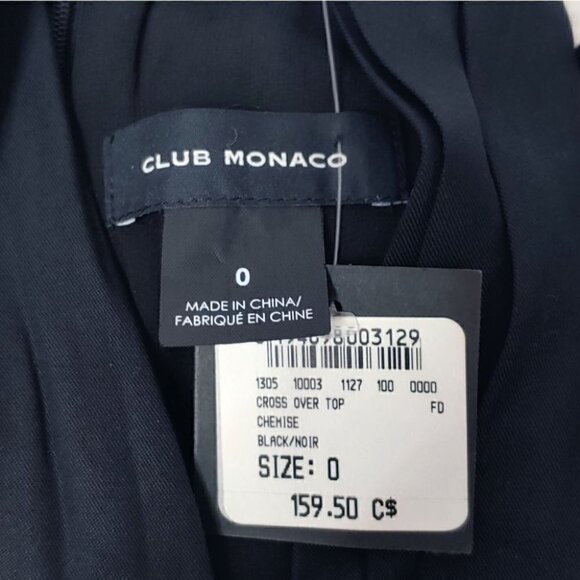 CLUB MONACO
0
MADE IN CHINA/
FABRIQUÉ EN CHINE
8003129
1305 10003 1127 100 0000
CROSS OVER TOP FD
CHEMISE
BLACK/NOIR
SIZE: 0
159.50 C$